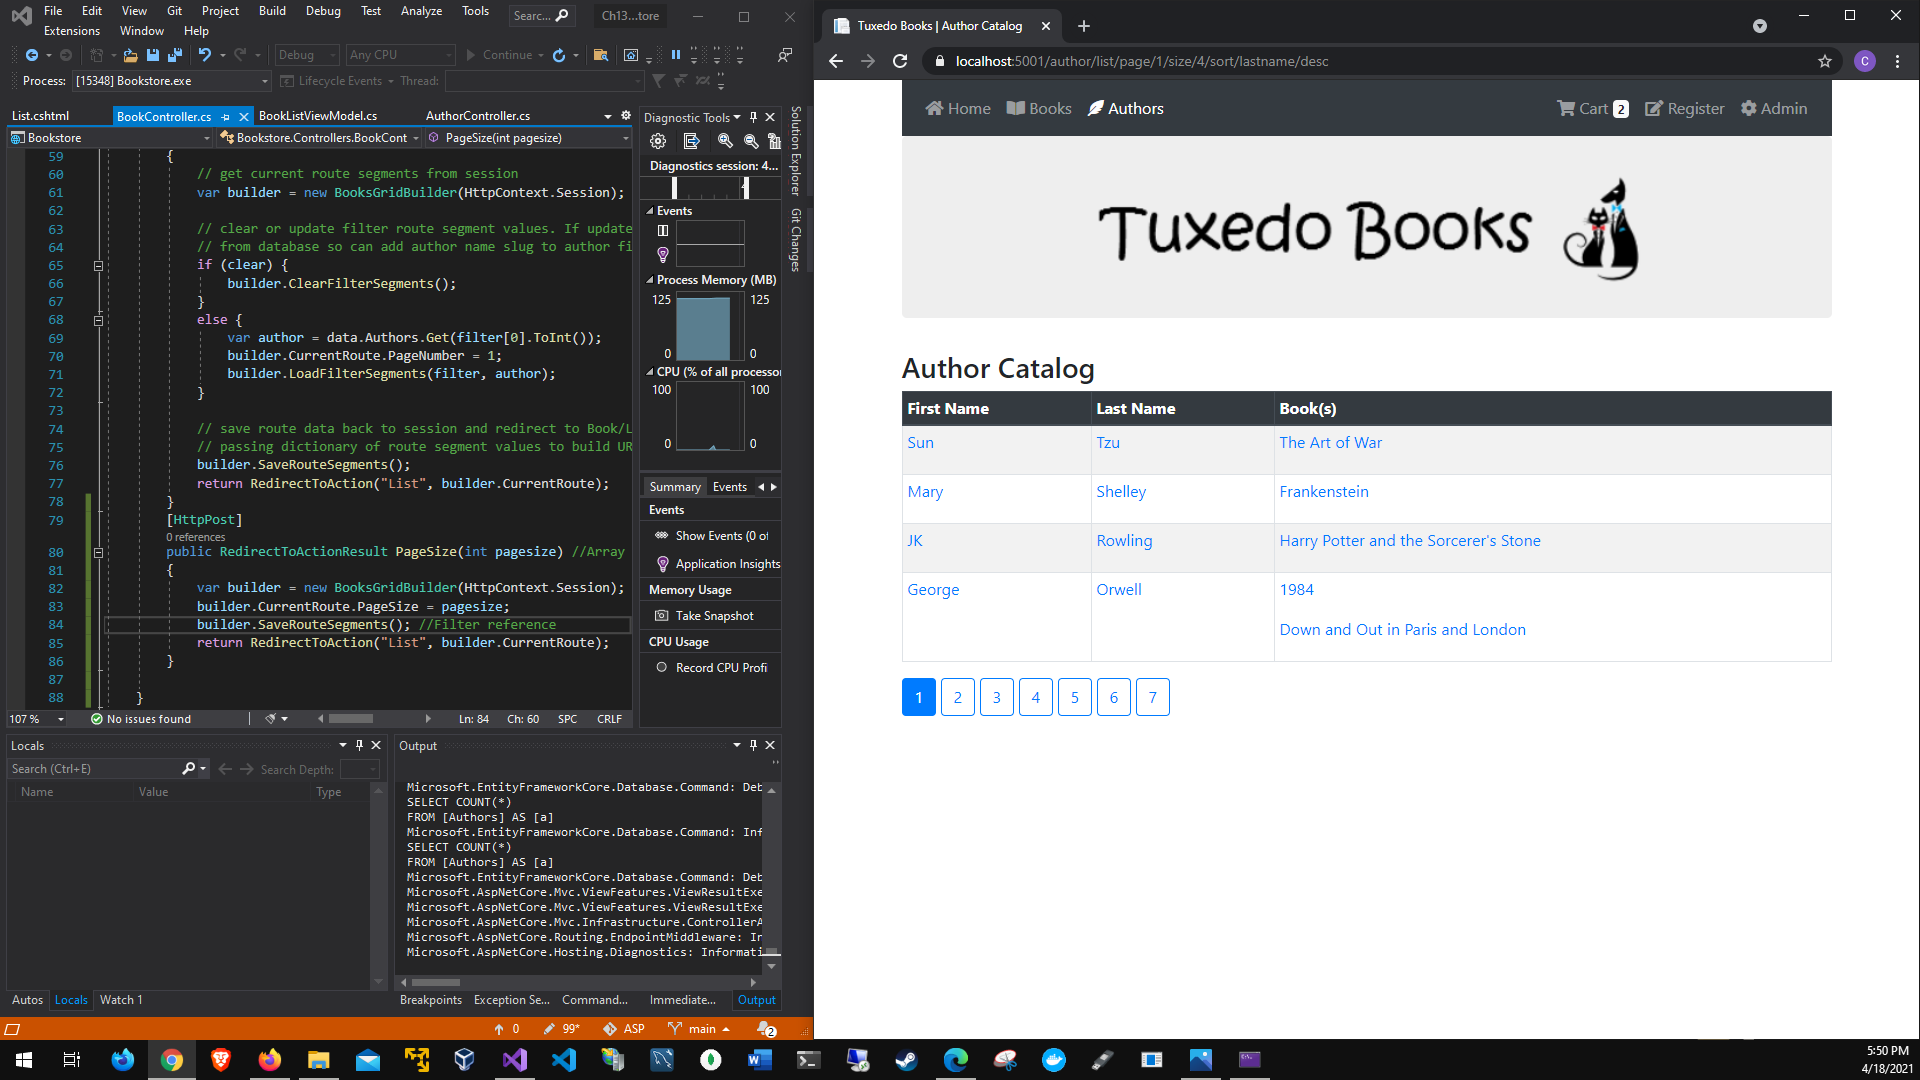 File Edit View Git Project Build Debug Test Analyze Tools
Searc...
Ch13...tore
Extensions Window Help
Debug Any CPU Continue
Process: [15348] Bookstore.exe Lifecycle Events Thread:
List.cshtml BookController.cs BookListViewModel.cs AuthorController.cs
Bookstore Bookstore.Controllers.BookCont PageSize(int pagesize)
59 {
60 // get current route segments from session
61 var builder = new BooksGridBuilder(HttpContext.Session);
62
63 // clear or update filter route segment values. If update
64 // from database so can add author name slug to author fi
65 if (clear) {
66 builder.ClearFilterSegments();
67 }
68 else {
69 var author = data.Authors.Get(filter[0].ToInt());
70 builder.CurrentRoute.PageNumber = 1;
71 builder.LoadFilterSegments(filter, author);
72 }
73
74 // save route data back to session and redirect to Book/L
75 // passing dictionary of route segment values to build UR
76 builder.SaveRouteSegments();
77 return RedirectToAction("List", builder.CurrentRoute);
78 }
79 [HttpPost]
0 references
80 public RedirectToActionResult PageSize(int pagesize) //Array
81 {
82 var builder = new BooksGridBuilder(HttpContext.Session);
83 builder.CurrentRoute.PageSize = pagesize;
84 builder.SaveRouteSegments(); //Filter reference
85 return RedirectToAction("List", builder.CurrentRoute);
86 }
87
88 }
107 % No issues found Ln: 84 Ch: 60 SPC CRLF
Diagnostic Tools
Diagnostics session: 4...
Events
Process Memory (MB)
125 125
0 0
CPU (% of all processor
100 100
0 0
Summary Events
Events
Show Events (0 of
Application Insights
Memory Usage
Take Snapshot
CPU Usage
Record CPU Profi
Solution Explorer
Git Changes
Locals
Search (Ctrl+E) Search Depth:
Name Value Type
Autos Locals Watch 1
Output
Microsoft.EntityFrameworkCore.Database.Command: Deb
SELECT COUNT(*)
FROM [Authors] AS [a]
Microsoft.EntityFrameworkCore.Database.Command: Inf
SELECT COUNT(*)
FROM [Authors] AS [a]
Microsoft.EntityFrameworkCore.Database.Command: Deb
Microsoft.AspNetCore.Mvc.ViewFeatures.ViewResultExe
Microsoft.AspNetCore.Mvc.ViewFeatures.ViewResultExe
Microsoft.AspNetCore.Mvc.Infrastructure.ControllerA
Microsoft.AspNetCore.Routing.EndpointMiddleware: In
Microsoft.AspNetCore.Hosting.Diagnostics: Informati
Breakpoints Exception Se... Command... Immediate... Output
0 99* ASP main 2
Tuxedo Books | Author Catalog
localhost:5001/author/list/page/1/size/4/sort/lastname/desc
C
Home Books Authors Cart 2 Register Admin
Tuxedo Books
Author Catalog
First Name Last Name Book(s)
Sun Tzu The Art of War
Mary Shelley Frankenstein
JK Rowling Harry Potter and the Sorcerer's Stone
George Orwell 1984
Down and Out in Paris and London
1 2 3 4 5 6 7
5:50 PM
4/18/2021